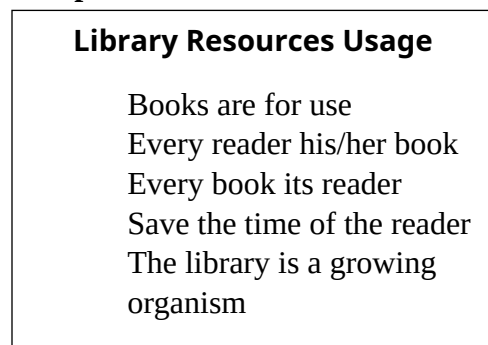 Library Resources Usage
Books are for use
Every reader his/her book
Every book its reader
Save the time of the reader
The library is a growing
organism